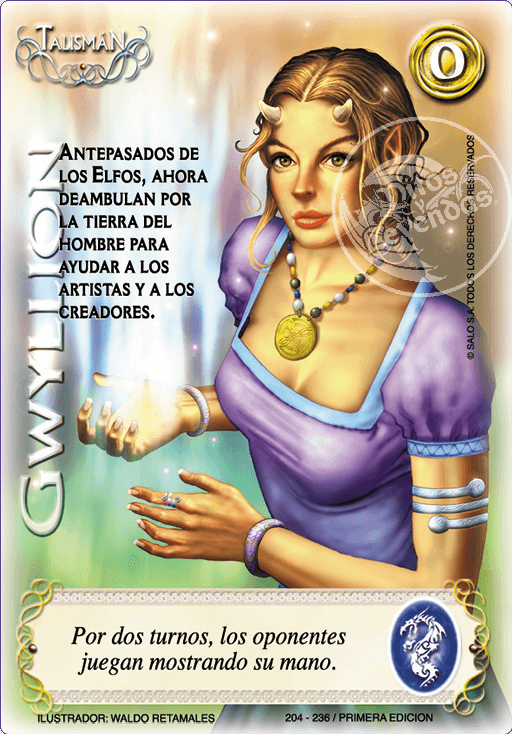 TALISMÁN
0
GWYLLION
ANTEPASADOS DE
LOS ELFOS, AHORA
DEAMBULAN POR
LA TIERRA DEL
HOMBRE PARA
AYUDAR A LOS
ARTISTAS Y A LOS
CREADORES.
Mitos y Leyendas
© SALO S.A. TODOS LOS DERECHOS RESERVADOS
Por dos turnos, los oponentes
juegan mostrando su mano.
ILUSTRADOR: WALDO RETAMALES
204 - 236 / PRIMERA EDICION